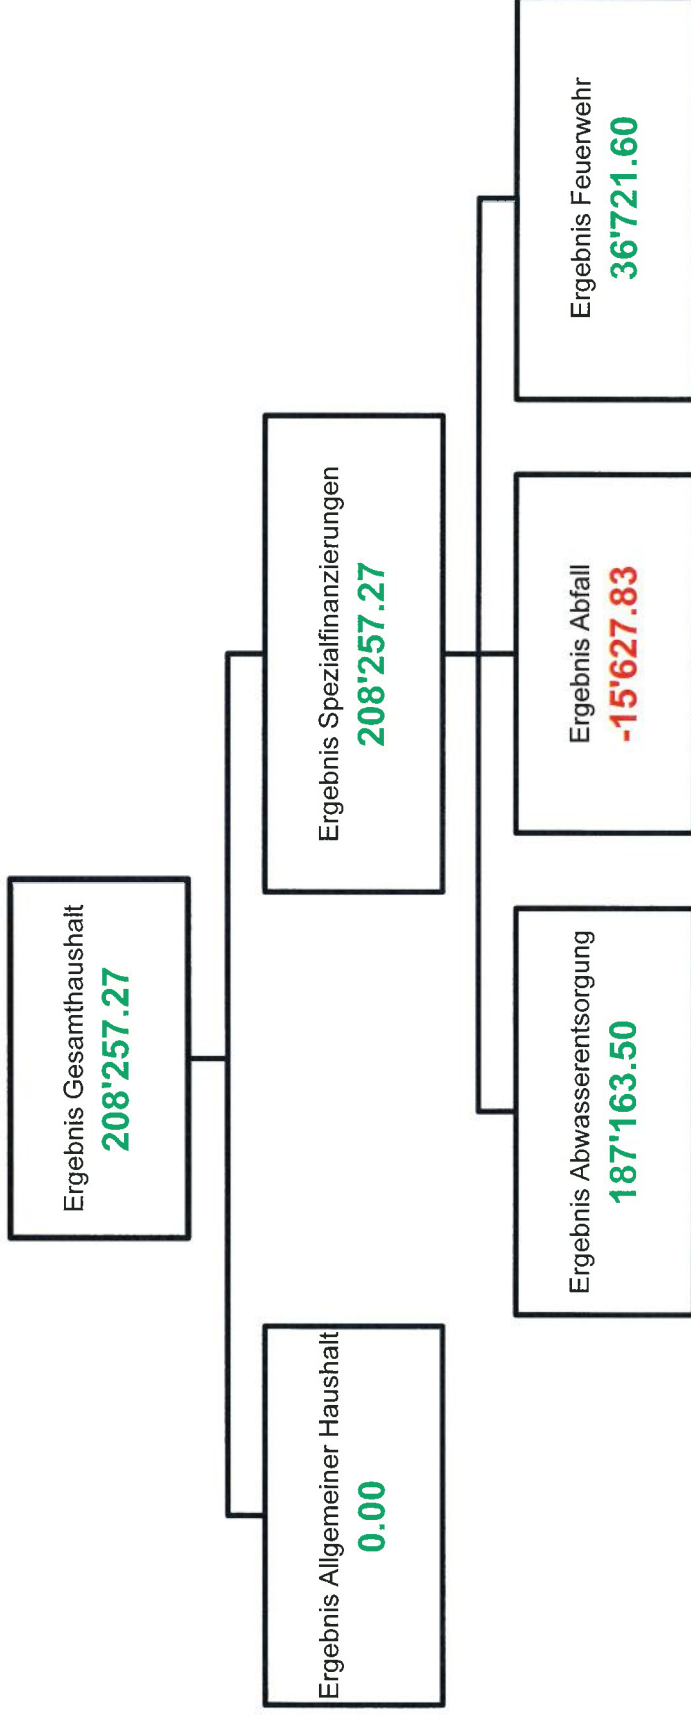 Ergebnis Gesamthaushalt
208'257.27
Ergebnis Allgemeiner Haushalt
0.00
Ergebnis Spezialfinanzierungen
208'257.27
Ergebnis Abwasserentsorgung
187'163.50
Ergebnis Abfall
-15'627.83
Ergebnis Feuerwehr
36'721.60